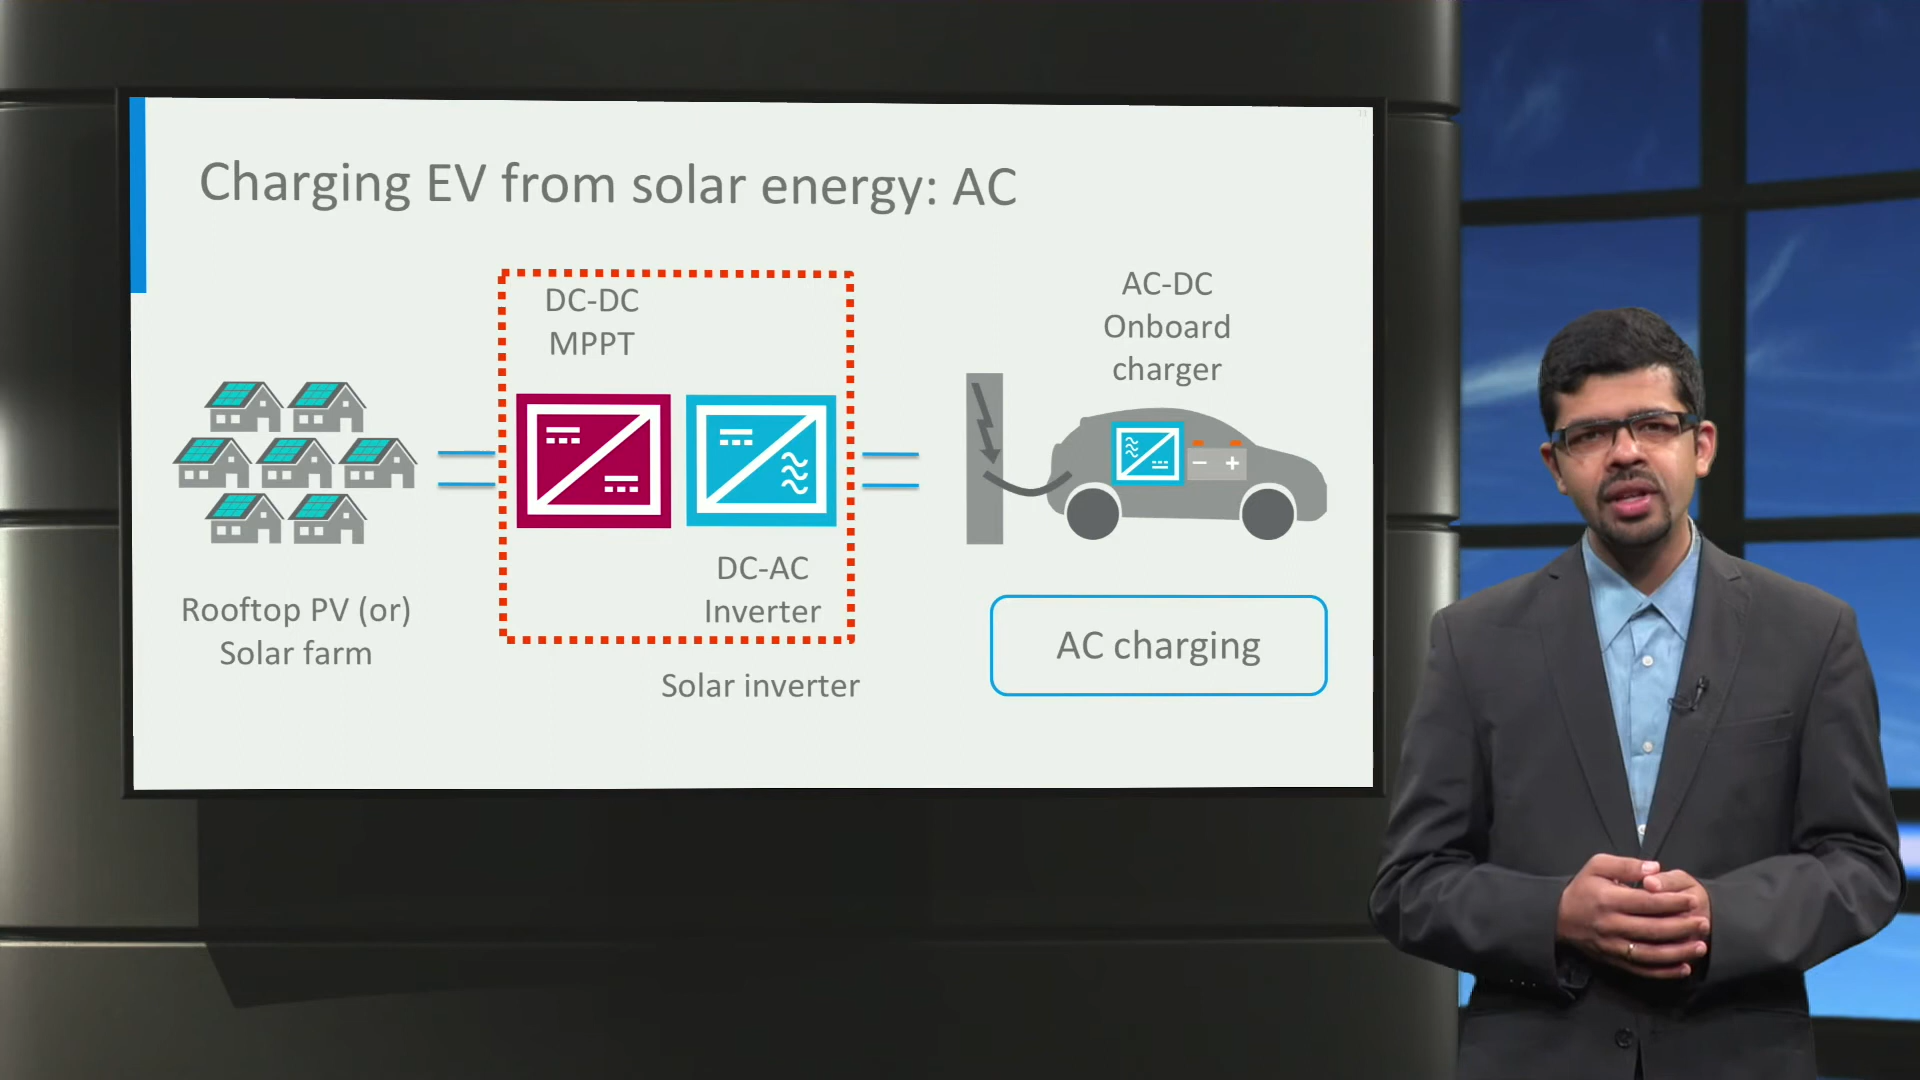 Charging EV from solar energy: AC
DC-DC
MPPT
AC-DC
Onboard
charger
DC-AC
Inverter
Rooftop PV (or)
Solar farm
Solar inverter
AC charging